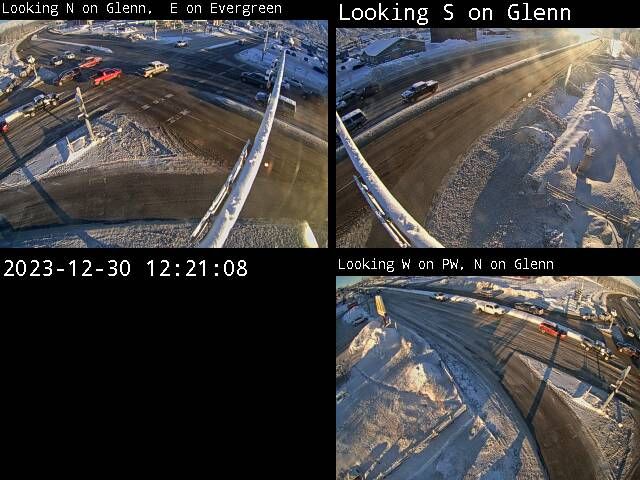 Looking N on Glenn,  E on Evergreen
Looking S on Glenn
2023-12-30 12:21:08
Looking W on PW, N on Glenn